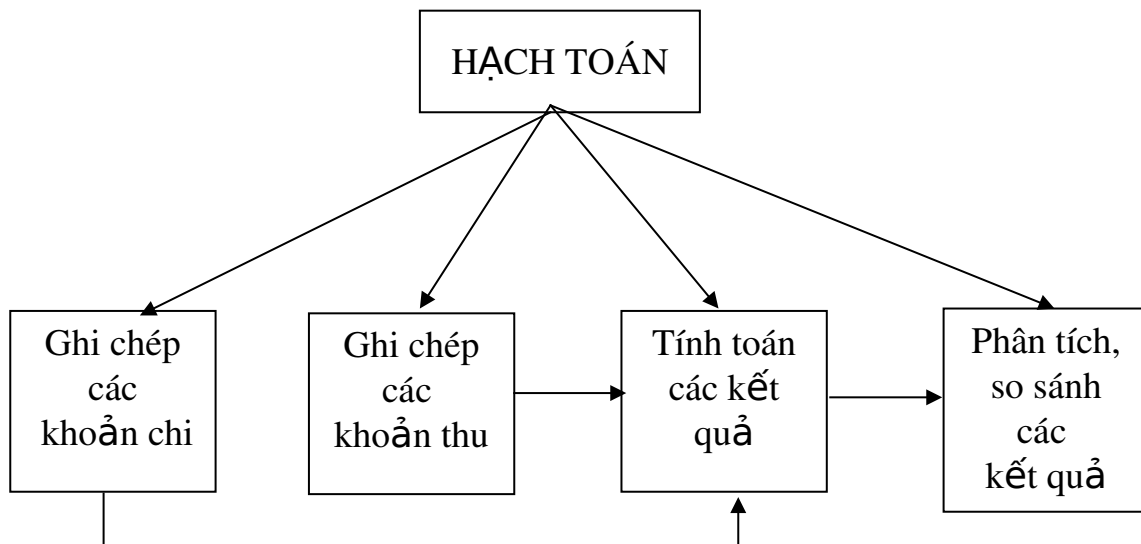 HẠCH TOÁN
Ghi chép
các
khoản chi
Ghi chép
các
khoản thu
Tính toán
các kết
quả
Phân tích,
so sánh
các
kết quả